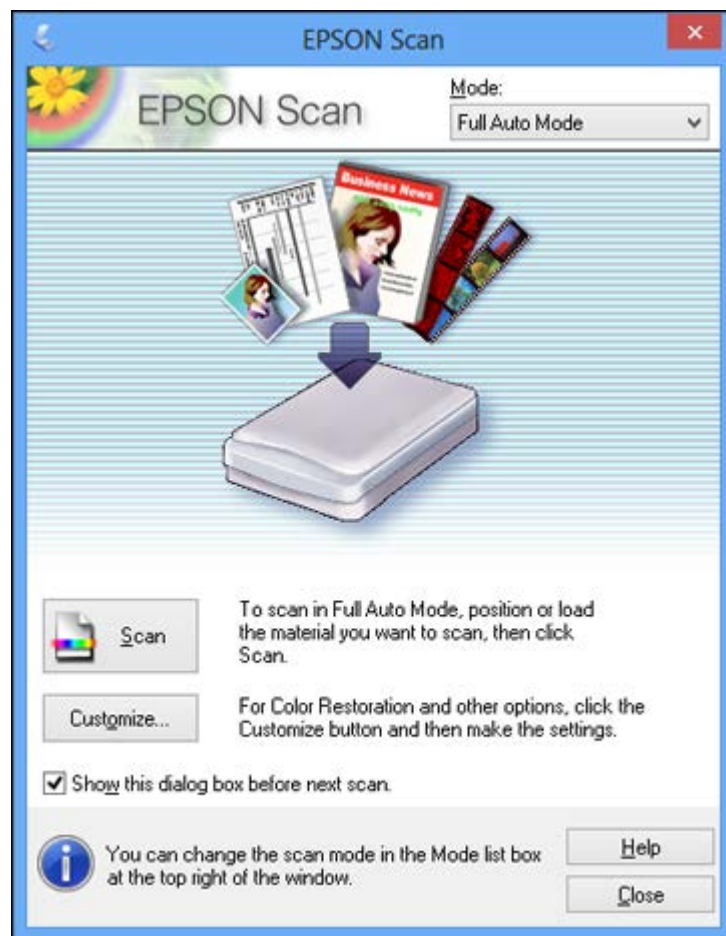 EPSON Scan
EPSON Scan
Mode:
Full Auto Mode
Business News
Scan
To scan in Full Auto Mode, position or load
the material you want to scan, then click
Scan.
Customize...
For Color Restoration and other options, click the
Customize button and then make the settings.
Show this dialog box before next scan.
You can change the scan mode in the Mode list box
at the top right of the window.
Help
Close